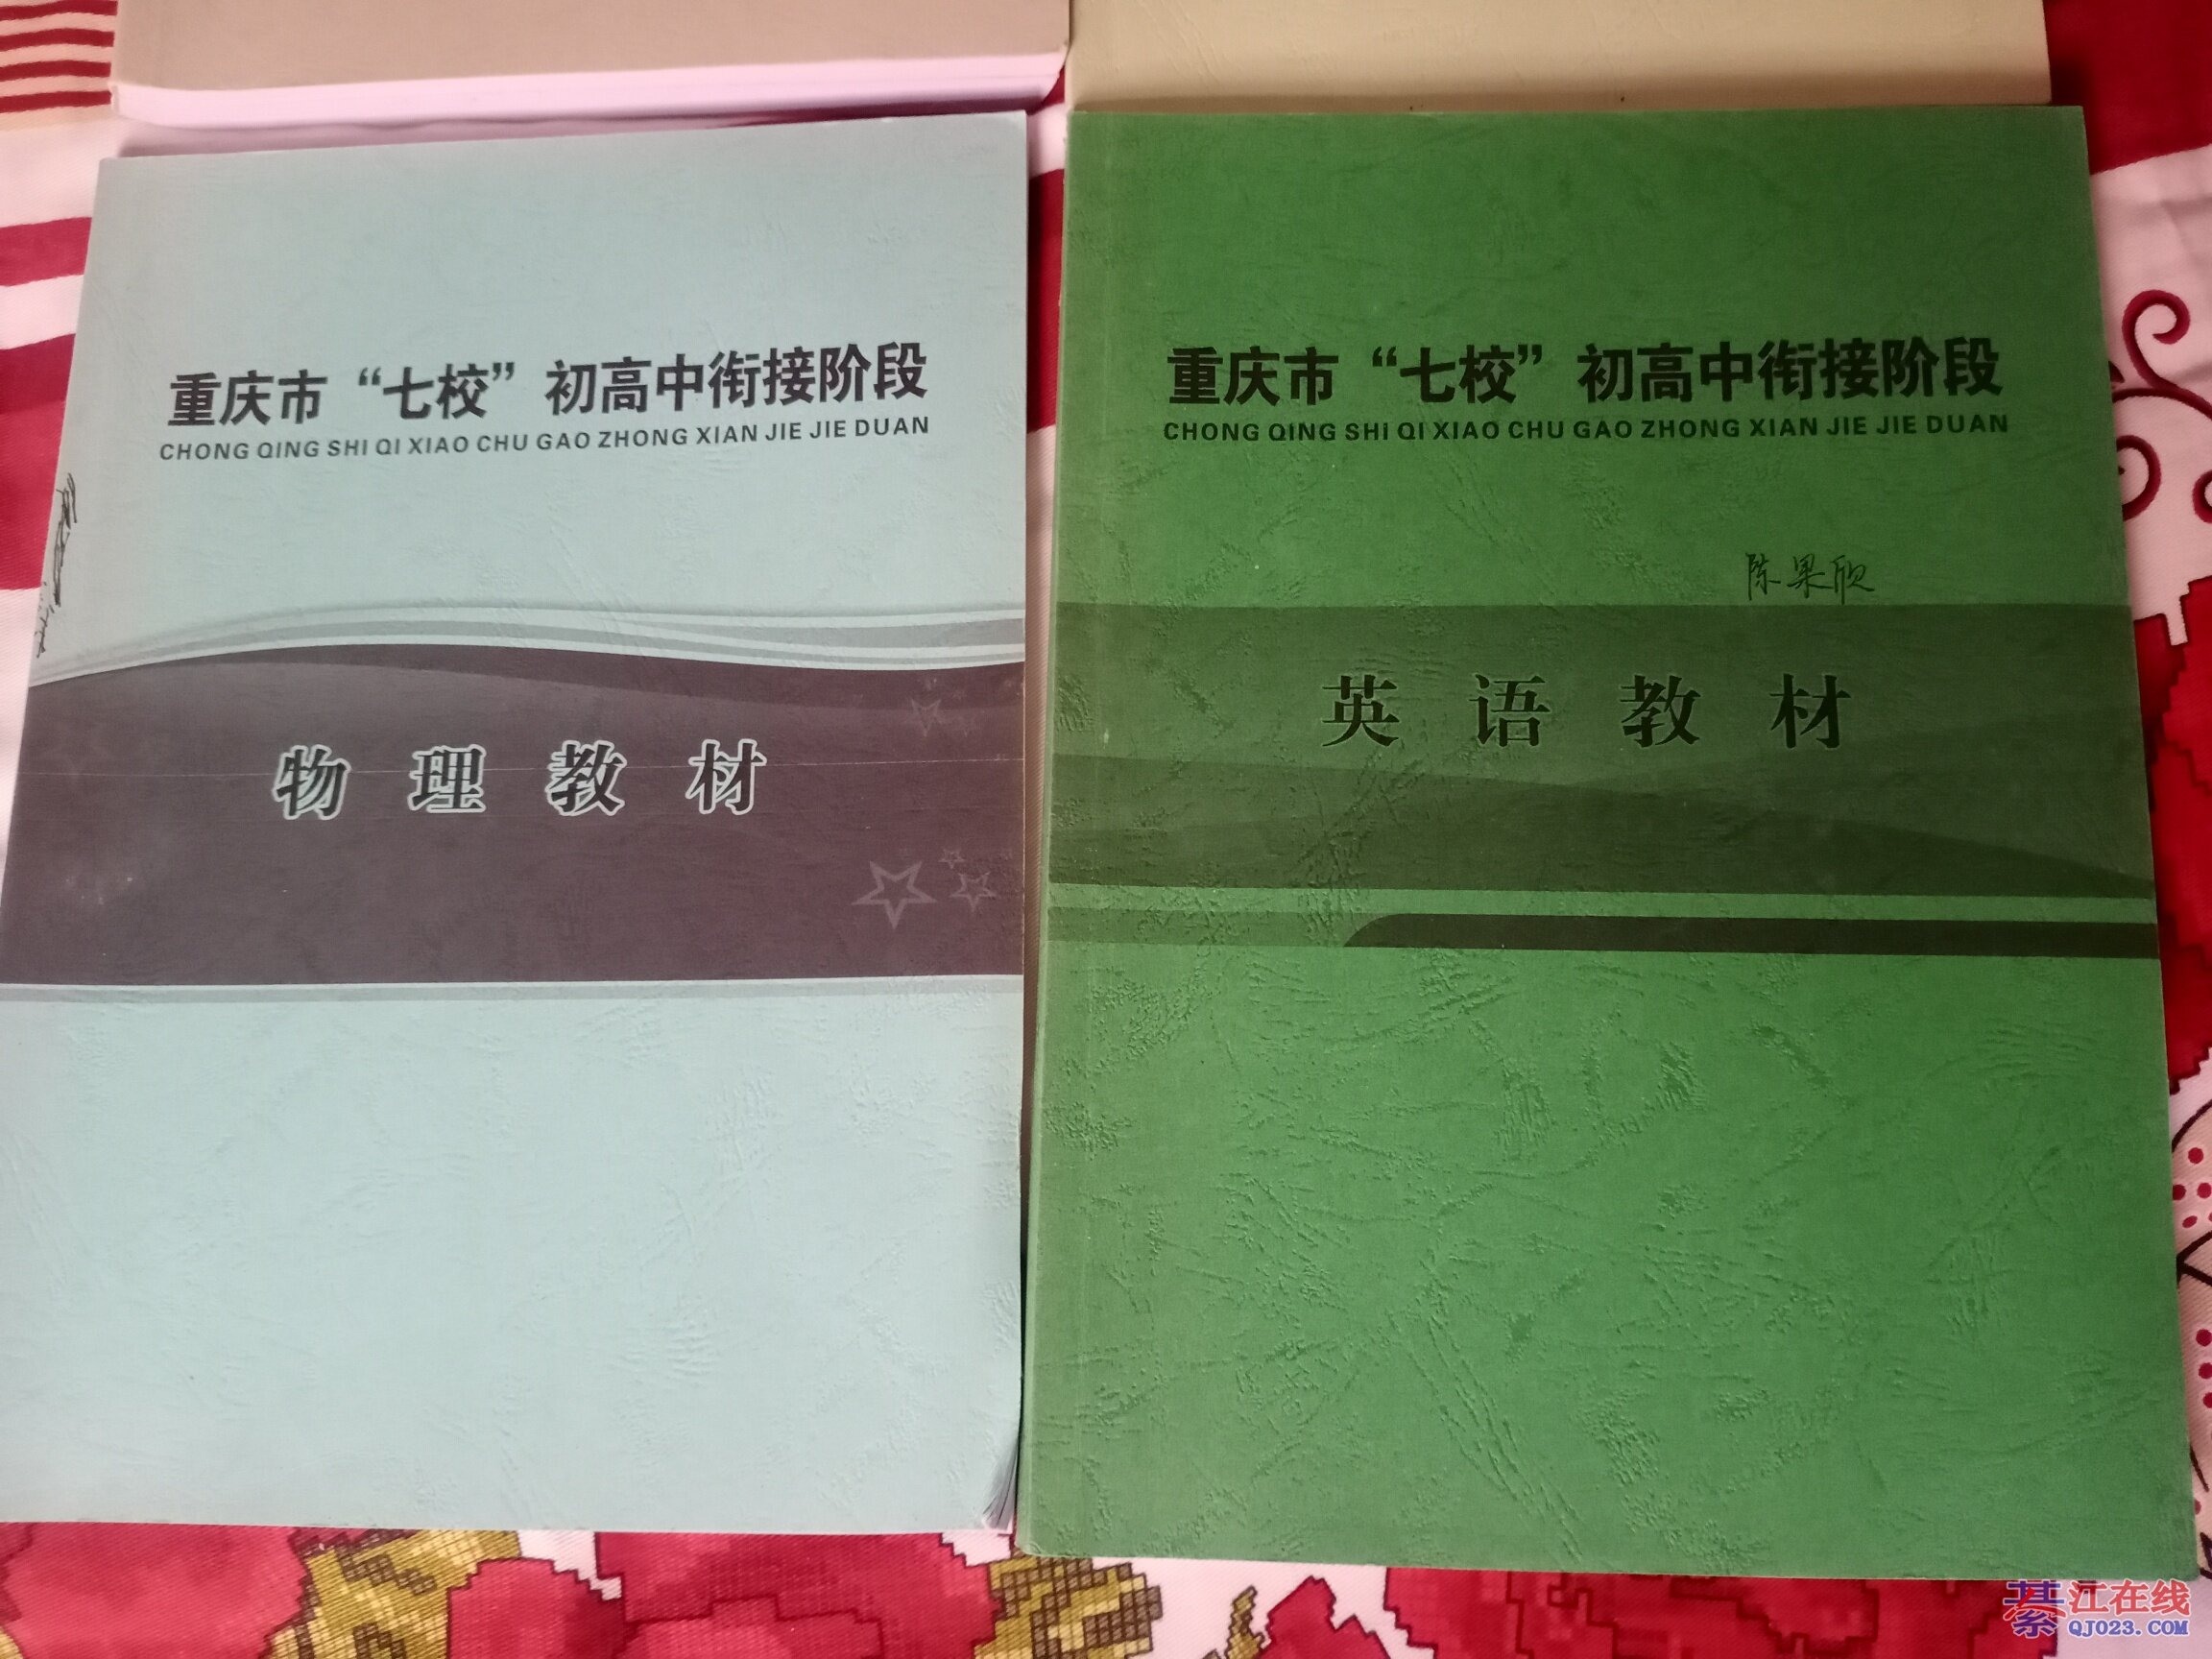 重庆市“七校”初高中衔接阶段
CHONG QING SHI QI XIAO CHU GAO ZHONG XIAN JIE JIE DUAN
物理教材
重庆市“七校”初高中衔接阶段
CHONG QING SHI QI XIAO CHU GAO ZHONG XIAN JIE JIE DUAN
陈果欣
英语教材
綦江在线
QJ023.COM